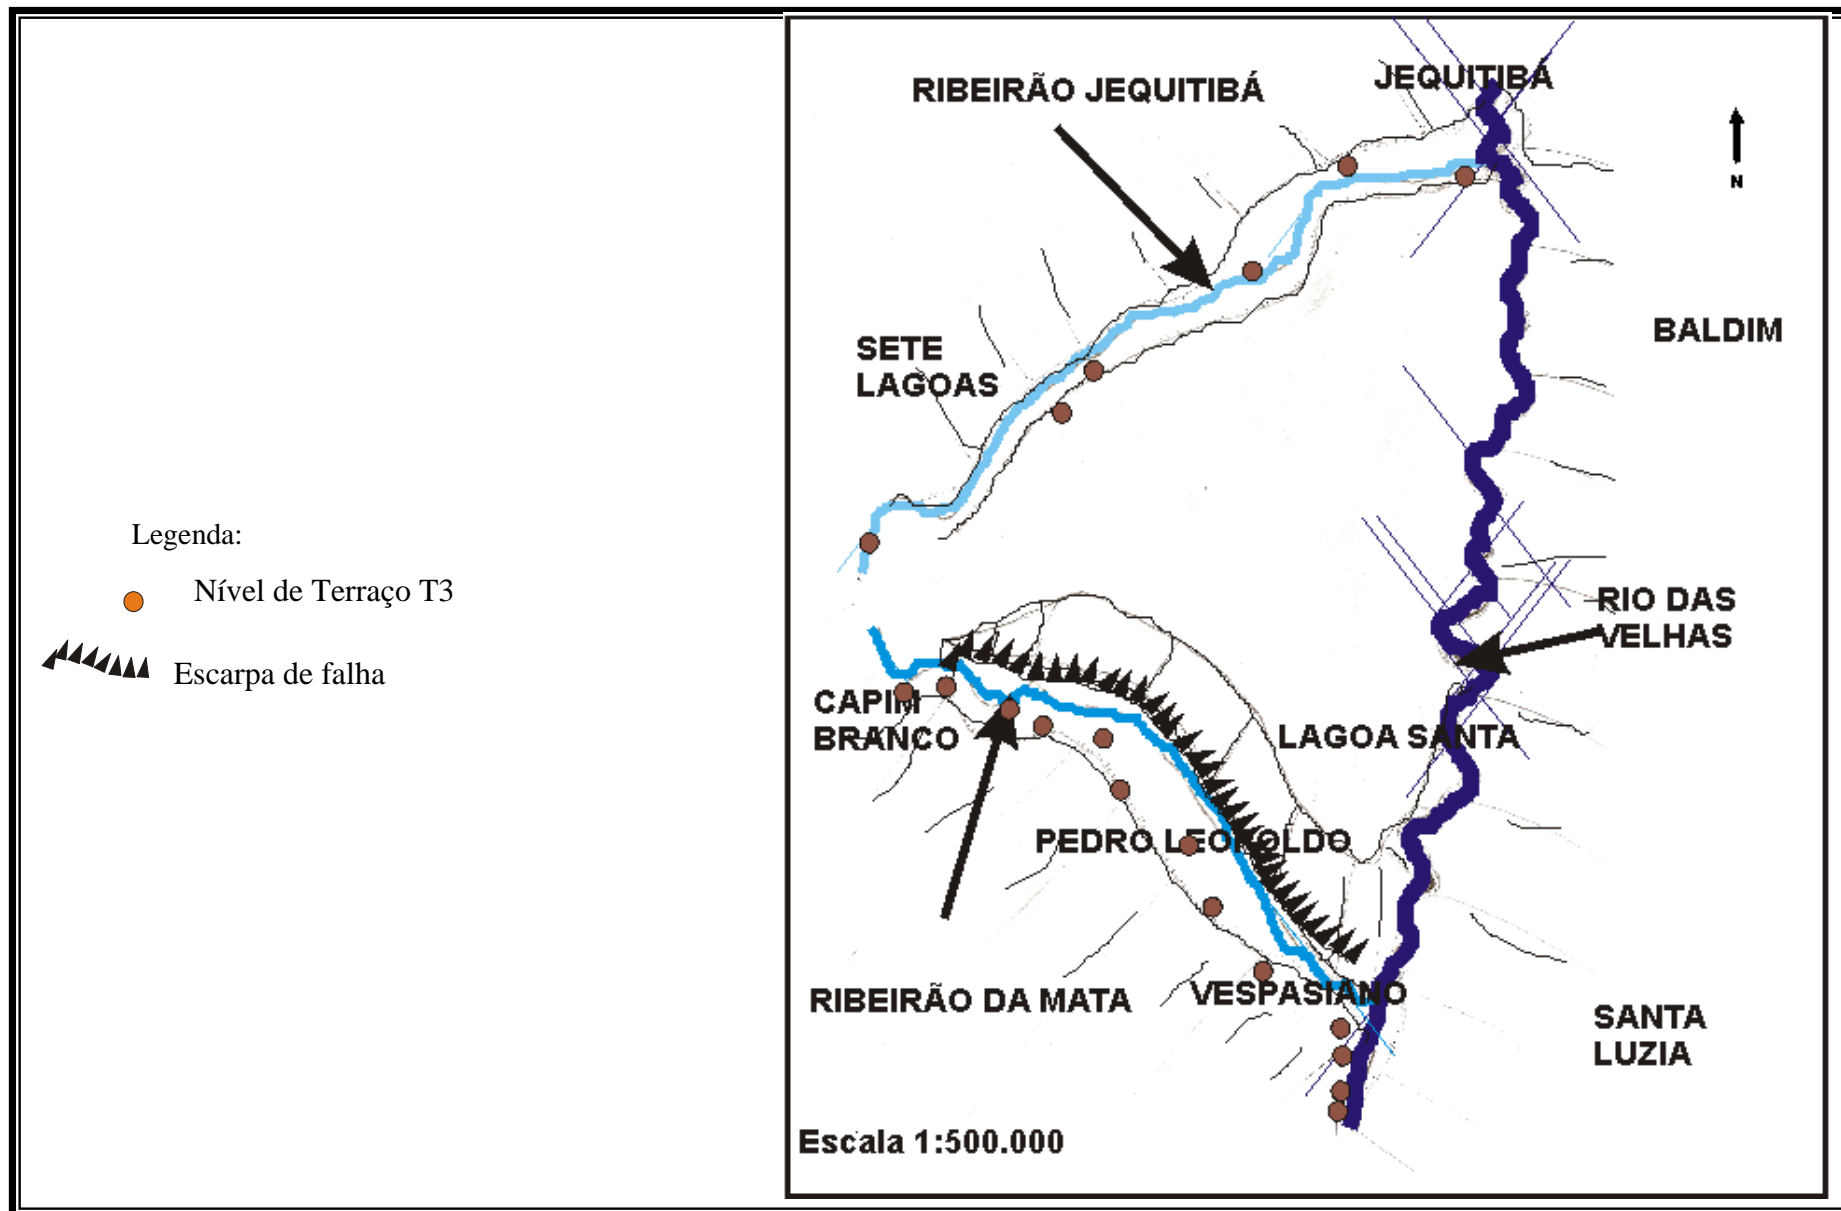 Legenda:
Nível de Terraço T3
Escarpa de falha
RIBEIRÃO JEQUITIBÁ
JEQUITIBÁ
N
BALDIM
SETE
LAGOAS
RIO DAS
VELHAS
CAPIM
BRANCO
LAGOA SANTA
PEDRO LEOPOLDO
RIBEIRÃO DA MATA
VESPASIANO
SANTA
LUZIA
Escala 1:500.000